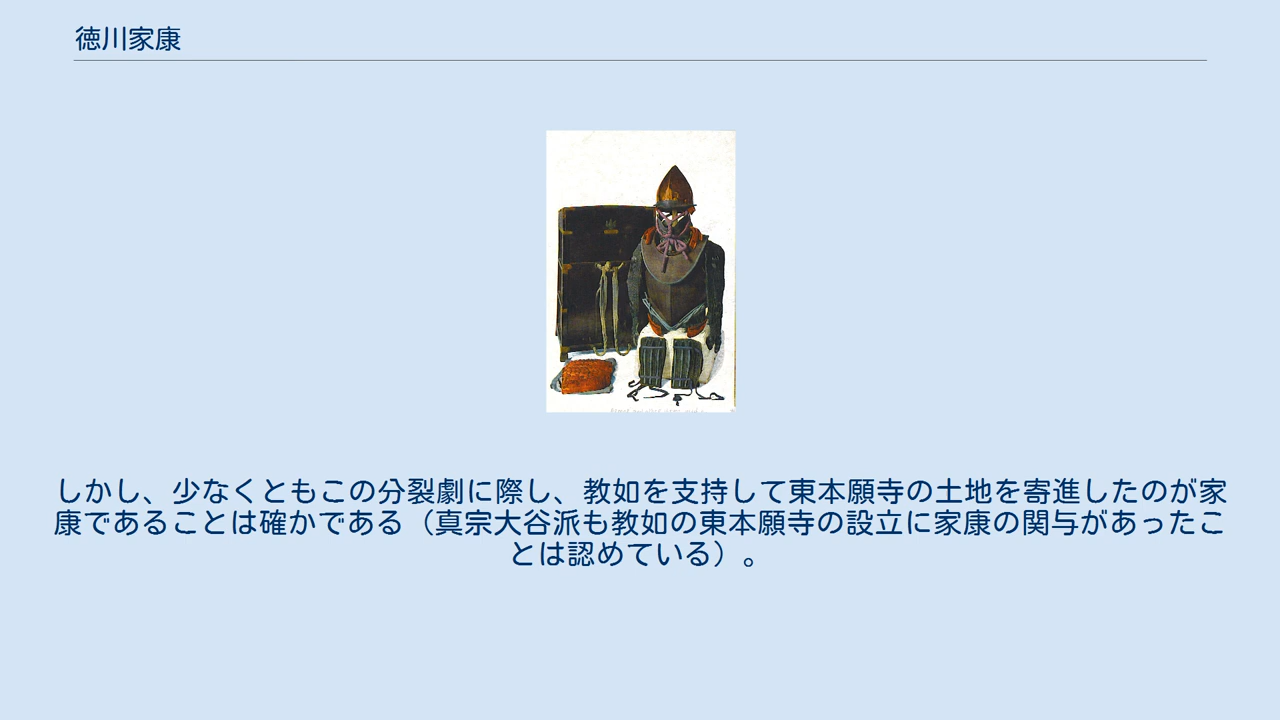 徳川家康
しかし、少なくともこの分裂劇に際し、教如を支持して東本願寺の土地を寄進したのが家
康であることは確かである（真宗大谷派も教如の東本願寺の設立に家康の関与があったこ
とは認めている）。